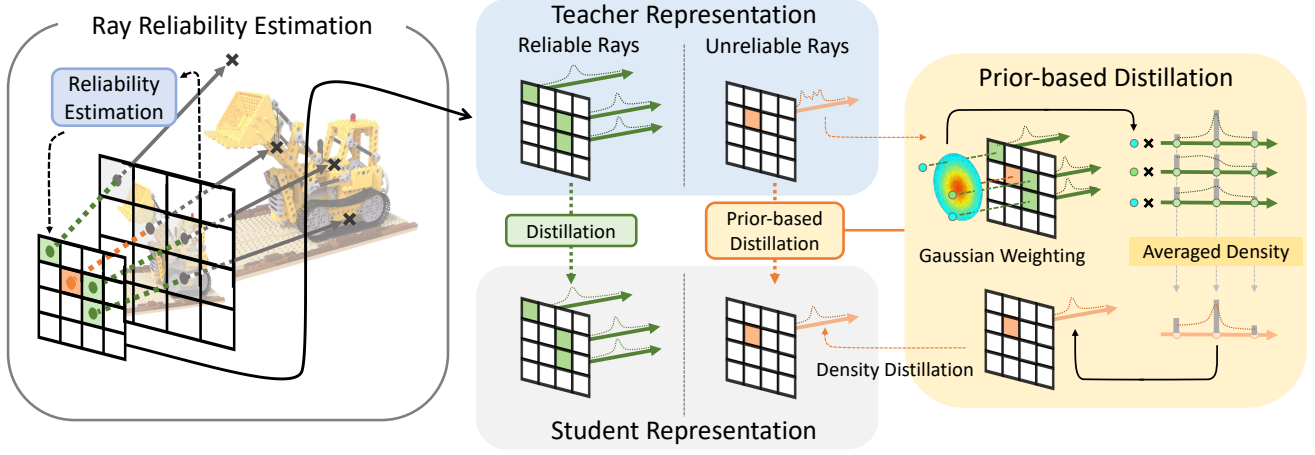 Ray Reliability Estimation
Reliability
Estimation
Teacher Representation
Reliable Rays
Unreliable Rays
Distillation
Prior-based
Distillation
Student Representation
Prior-based Distillation
Gaussian Weighting
Averaged Density
Density Distillation